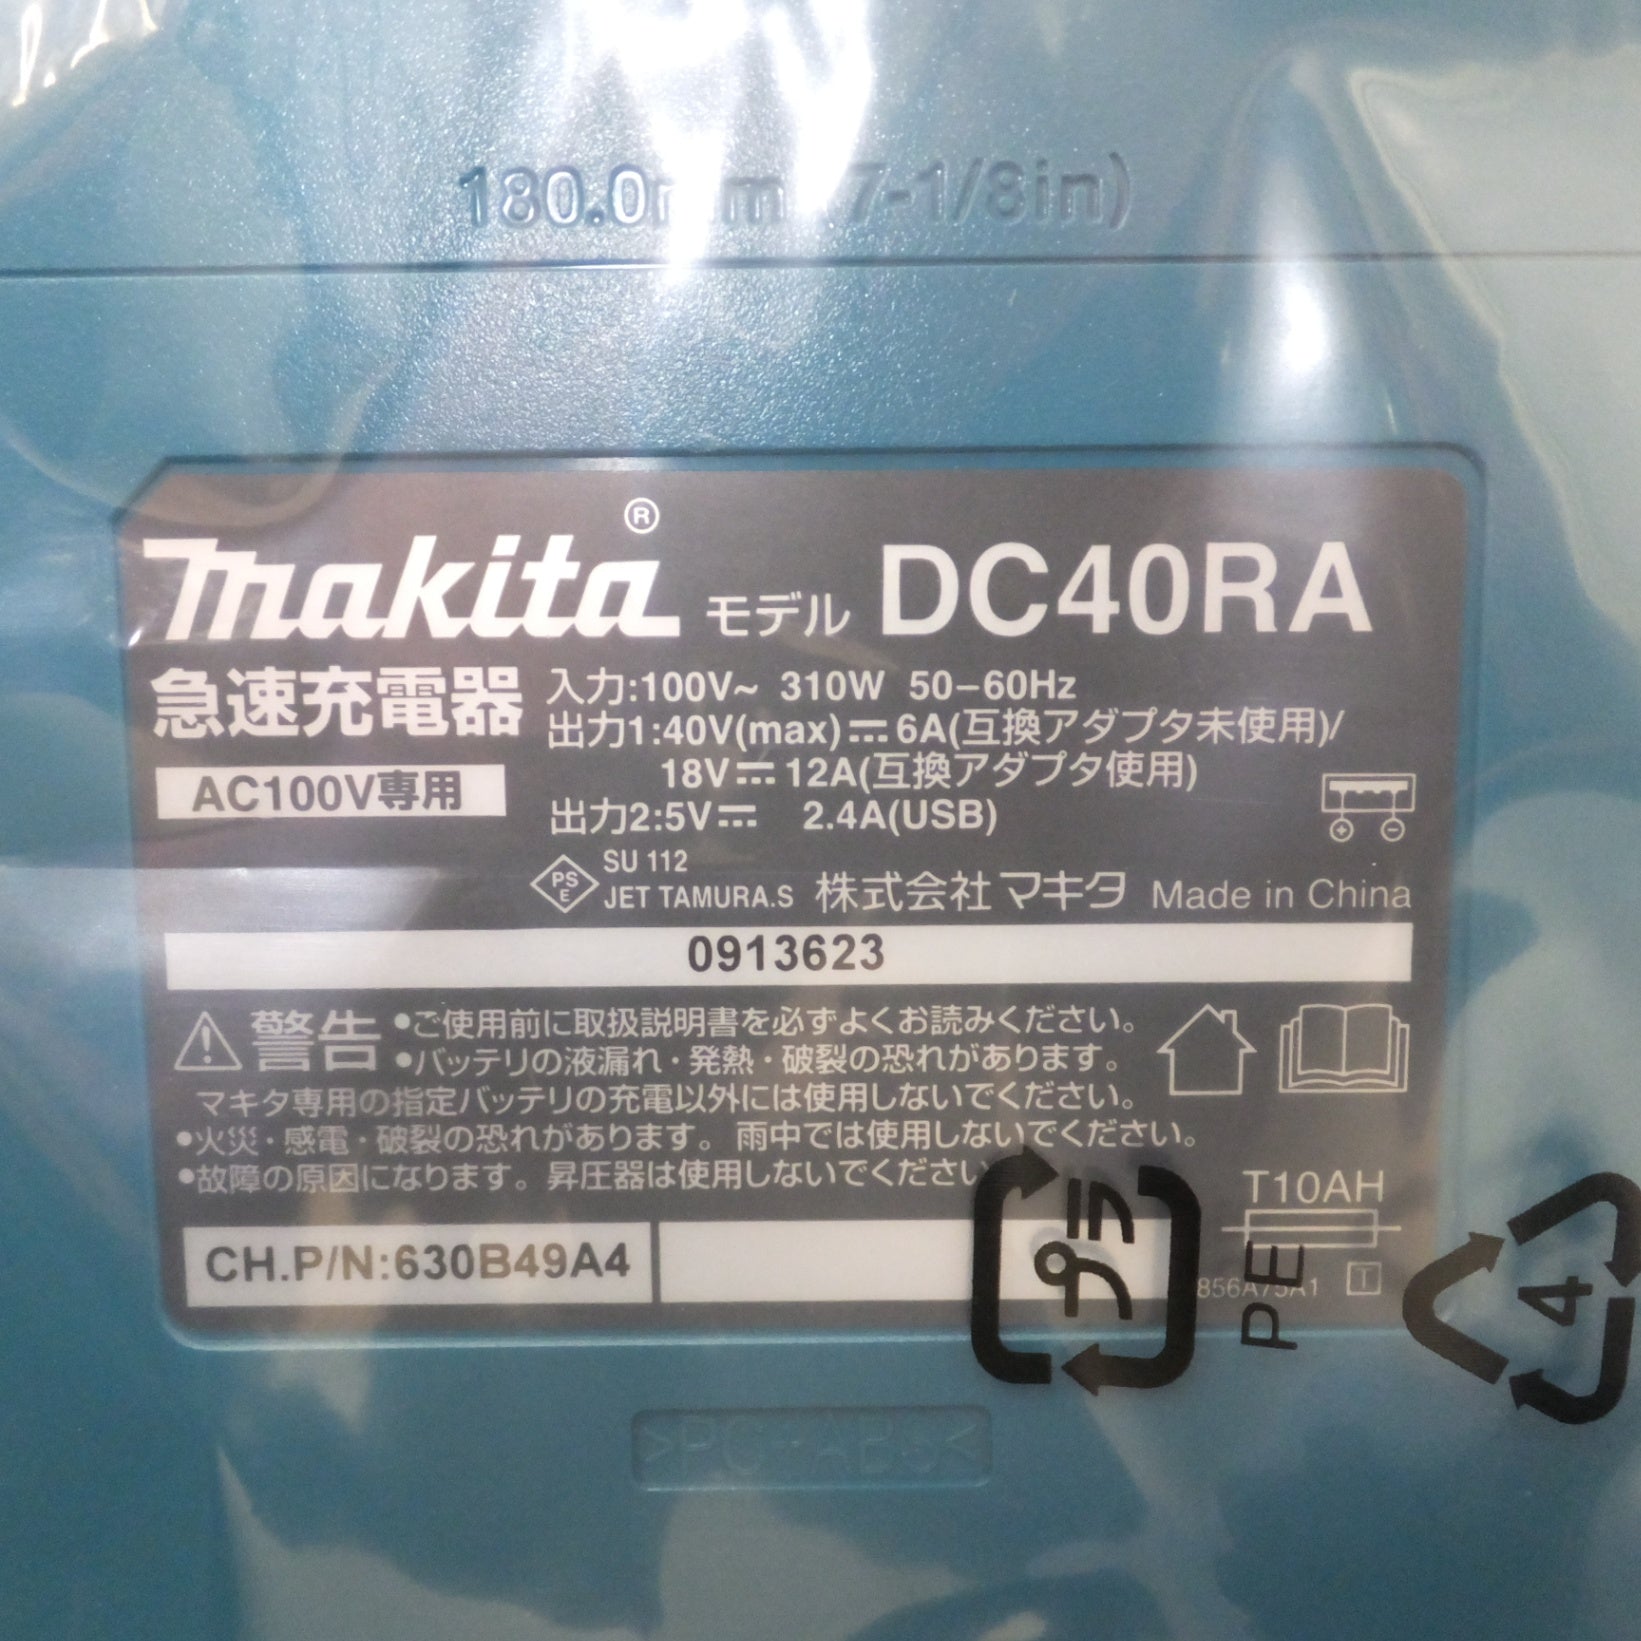 180.0mm (7-1/8in)
makita® モデル DC40RA
急速充電器
AC100V専用
入力:100V~ 310W 50–60Hz
出力1:40V(max)⎓6A(互換アダプタ未使用)/
18V⎓12A(互換アダプタ使用)
出力2:5V⎓ 2.4A(USB)
PSE SU 112
JET TAMURA.S 株式会社マキタ Made in China
0913623
警告 •ご使用前に取扱説明書を必ずよくお読みください。
•バッテリの液漏れ・発熱・破裂の恐れがあります。
マキタ専用の指定バッテリの充電以外には使用しないでください。
•火災・感電・破裂の恐れがあります。雨中では使用しないでください。
•故障の原因になります。昇圧器は使用しないでください
T10AH
CH.P/N:630B49A4
856A75A1 T
プラ
PE
4
>PC+ABS<